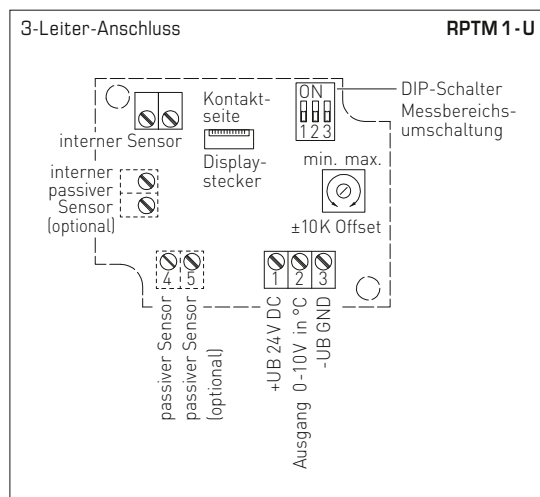 3-Leiter-Anschluss
RPTM 1 - U
Kontakt-
seite
ON
1 2 3
DIP-Schalter
Messbereichs-
umschaltung
interner Sensor
Display-
stecker
min. max.
±10K Offset
interner
passiver
Sensor
(optional)
4
5
1
2
3
passiver Sensor
passiver Sensor
(optional)
+UB 24V DC
Ausgang 0-10V in °C
-UB GND